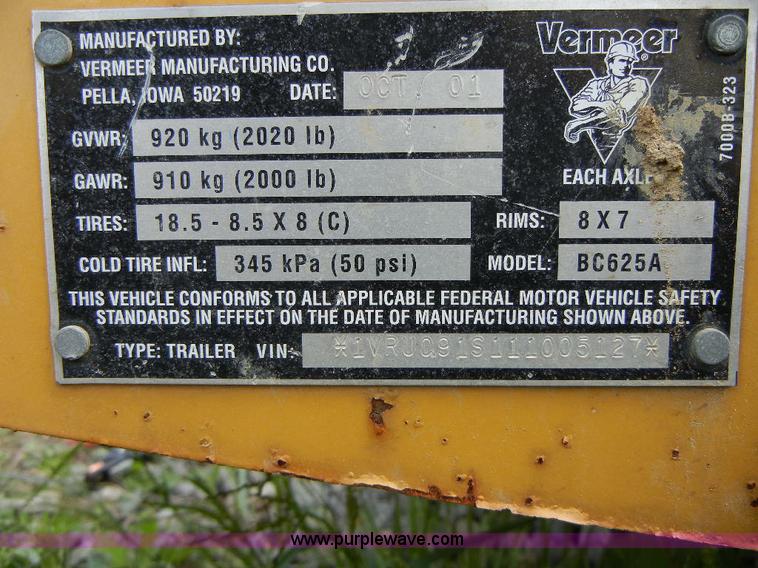 MANUFACTURED BY:
VERMEER MANUFACTURING CO.
PELLA, IOWA 50219 DATE: OCT. 01
Vermeer ®
7000B-323
GVWR: 920 kg (2020 lb)
GAWR: 910 kg (2000 lb) EACH AXLE
TIRES: 18.5 - 8.5 X 8 (C) RIMS: 8 X 7
COLD TIRE INFL: 345 kPa (50 psi) MODEL: BC625A
THIS VEHICLE CONFORMS TO ALL APPLICABLE FEDERAL MOTOR VEHICLE SAFETY
STANDARDS IN EFFECT ON THE DATE OF MANUFACTURING SHOWN ABOVE.
TYPE: TRAILER VIN: *1VRJQ91S111005127*
www.purplewave.com